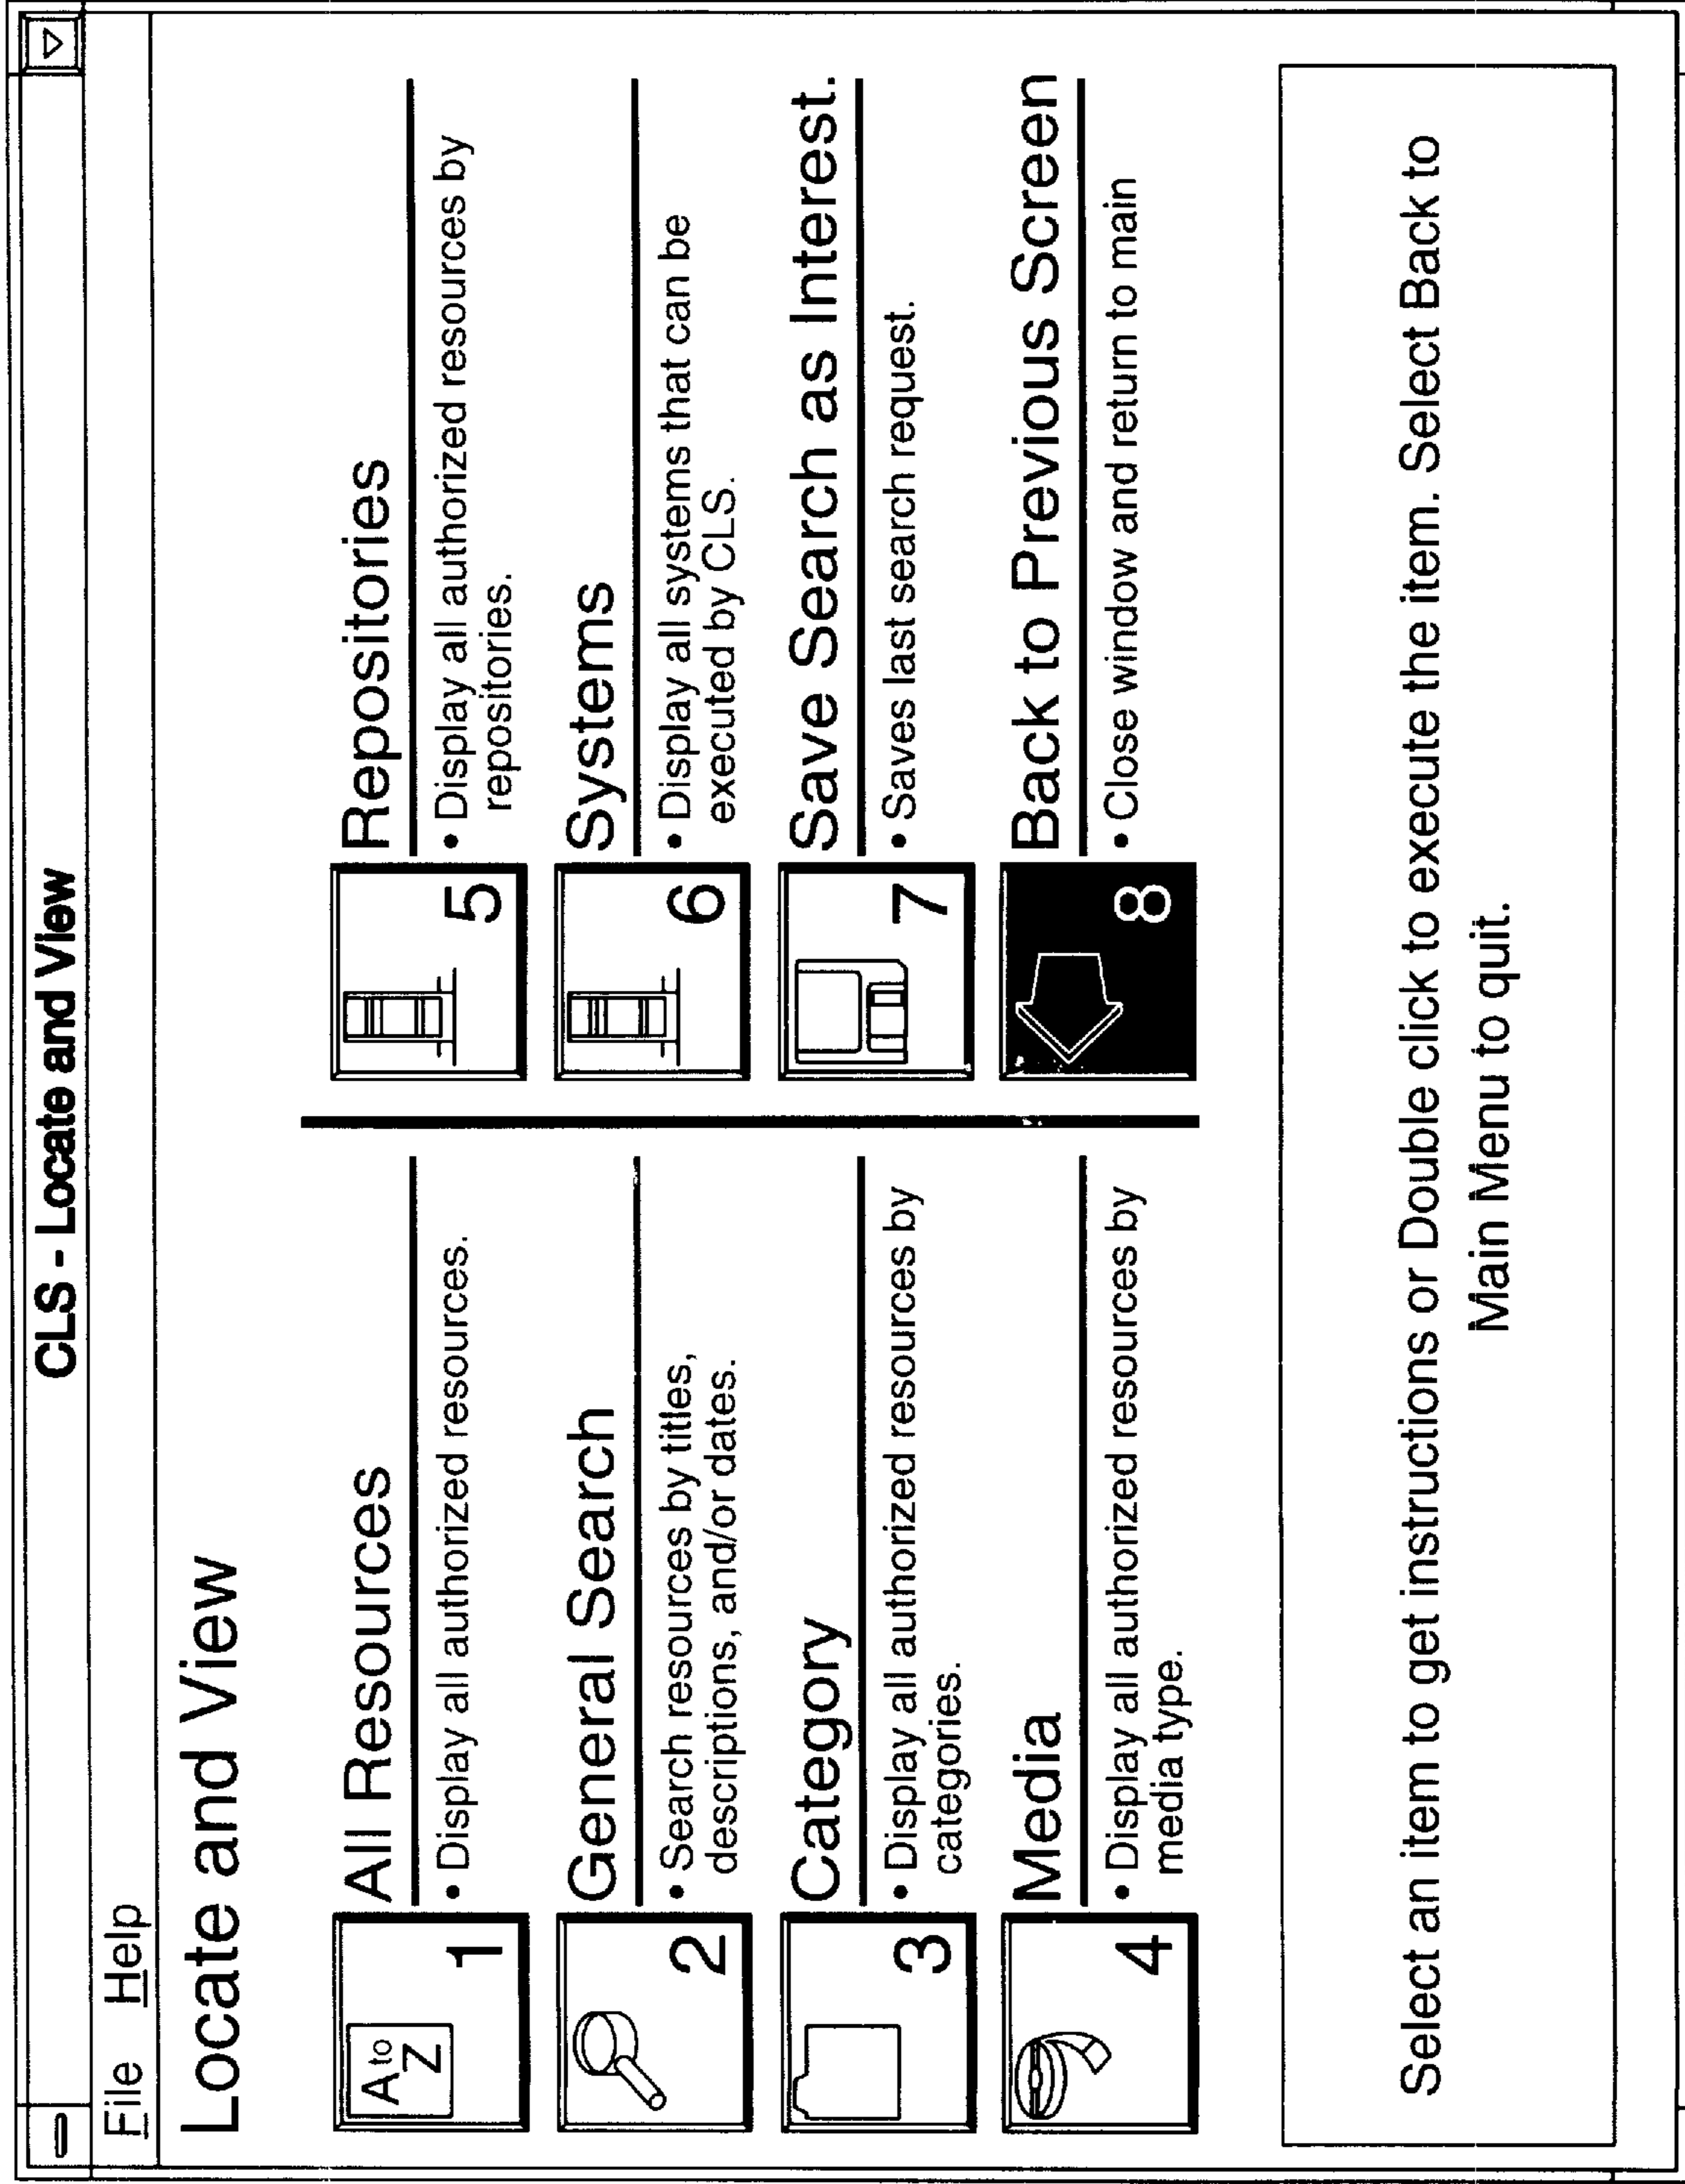 CLS - Locate and View
File Help
Locate and View
A to
Z
1
All Resources
• Display all authorized resources.
2
General Search
• Search resources by titles,
descriptions, and/or dates.
3
Category
• Display all authorized resources by
categories.
4
Media
• Display all authorized resources by
media type.
5
Repositories
• Display all authorized resources by
repositories.
6
Systems
• Display all systems that can be
executed by CLS.
7
Save Search as Interest.
• Saves last search request.
8
Back to Previous Screen
• Close window and return to main
Select an item to get instructions or Double click to execute the item. Select Back to
Main Menu to quit.